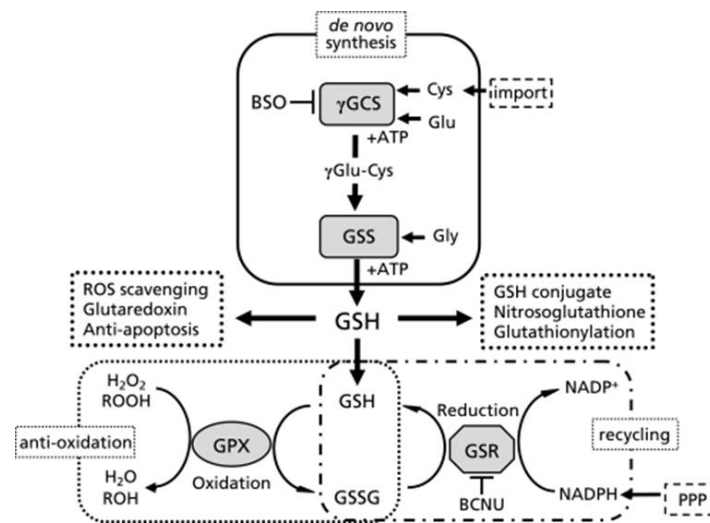 de novo
synthesis
BSO
γGCS
Cys
import
Glu
+ATP
γGlu-Cys
GSS
Gly
+ATP
ROS scavenging
Glutaredoxin
Anti-apoptosis
GSH
GSH conjugate
Nitrosoglutathione
Glutathionylation
H₂O₂
ROOH
GSH
Reduction
NADP⁺
anti-oxidation
GPX
GSR
recycling
H₂O
ROH
Oxidation
GSSG
BCNU
NADPH
PPP